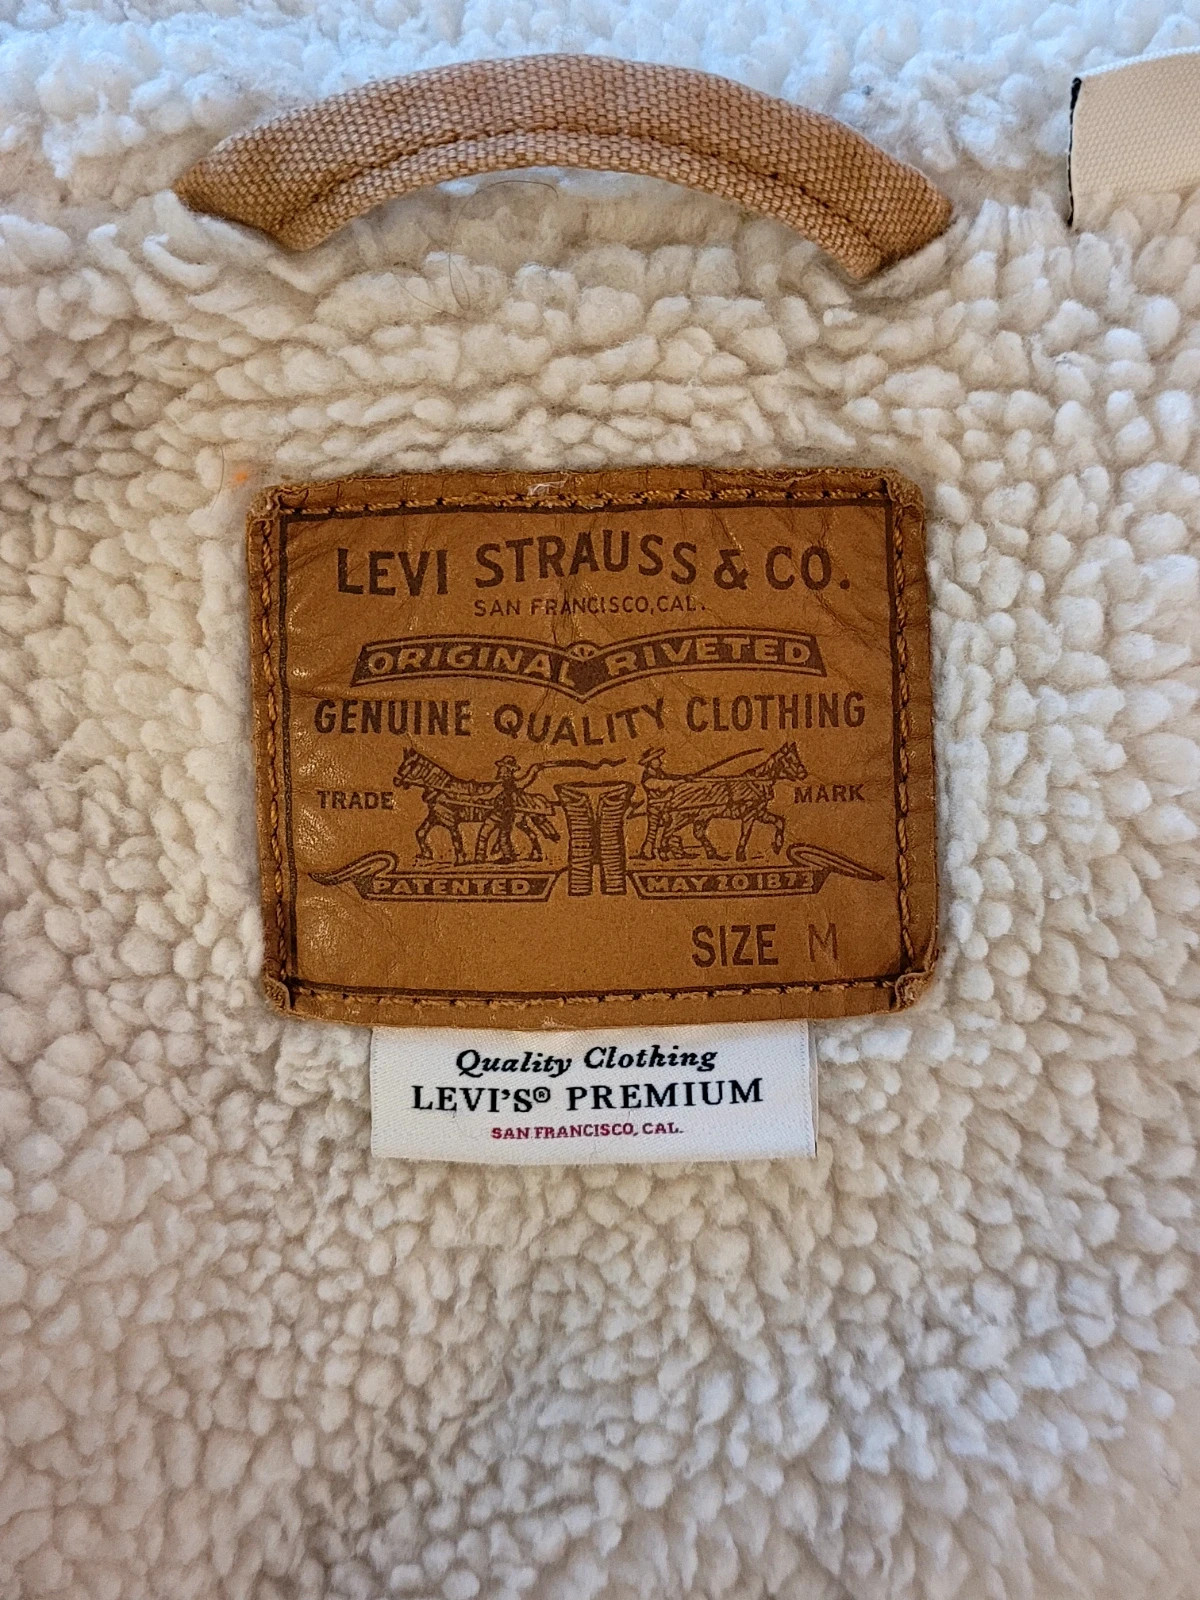 LEVI STRAUSS & CO.
SAN FRANCISCO, CAL.
ORIGINAL RIVETED
GENUINE QUALITY CLOTHING
TRADE MARK
PATENTED MAY 20 1873
SIZE M
Quality Clothing
LEVI'S® PREMIUM
SAN FRANCISCO, CAL.